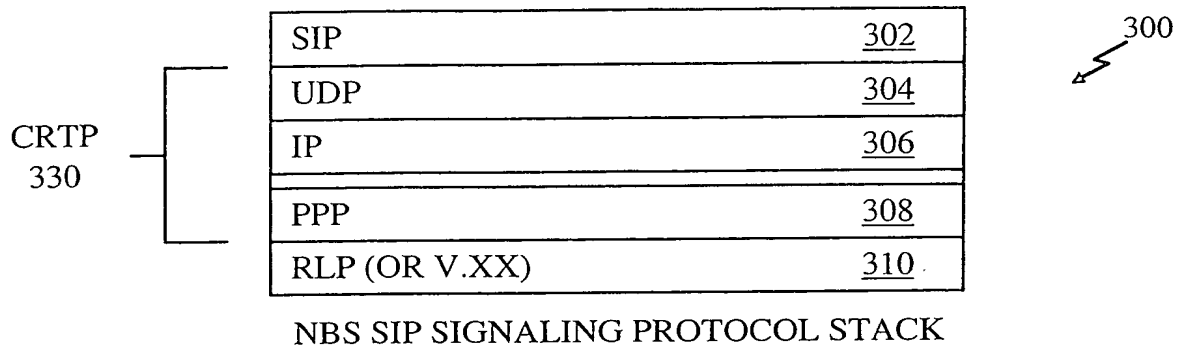 SIP 302
300
UDP 304
CRTP
330
IP 306
PPP 308
RLP (OR V.XX) 310
NBS SIP SIGNALING PROTOCOL STACK